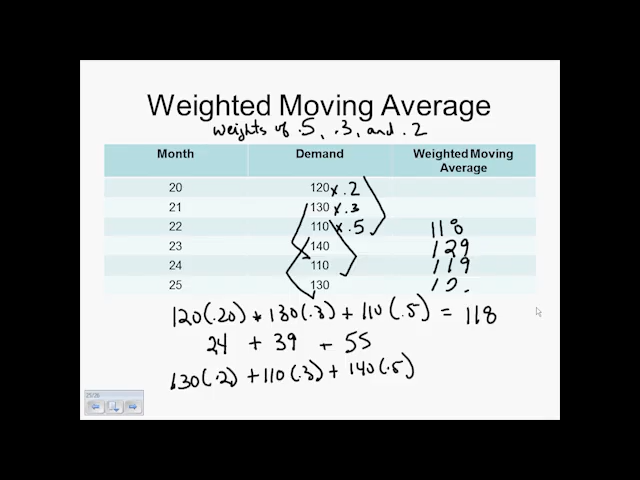 Weighted Moving Average
weights of .5, .3, and .2
Month Demand Weighted Moving Average
20 120 x .2
21 130 x .3
22 110 x .5 118
23 140 129
24 110 119
25 130
120(.20) + 130(.3) + 110(.5) = 118
24 + 39 + 55
130(.2) + 110(.3) + 140(.5)